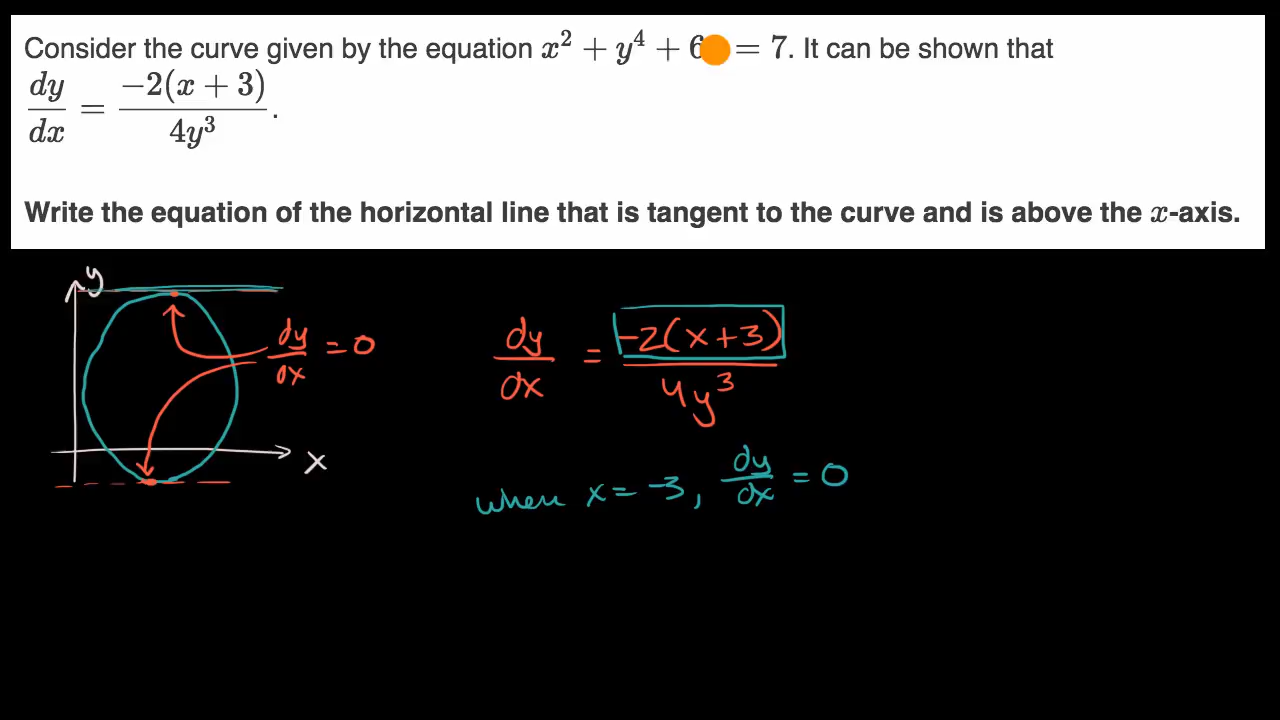 Consider the curve given by the equation x² + y⁴ + 6 = 7. It can be shown that
dy/dx = −2(x + 3)/4y³.
Write the equation of the horizontal line that is tangent to the curve and is above the x-axis.
y
dy/dx = 0
x
dy/dx = −2(x+3)/4y³
when x = −3, dy/dx = 0